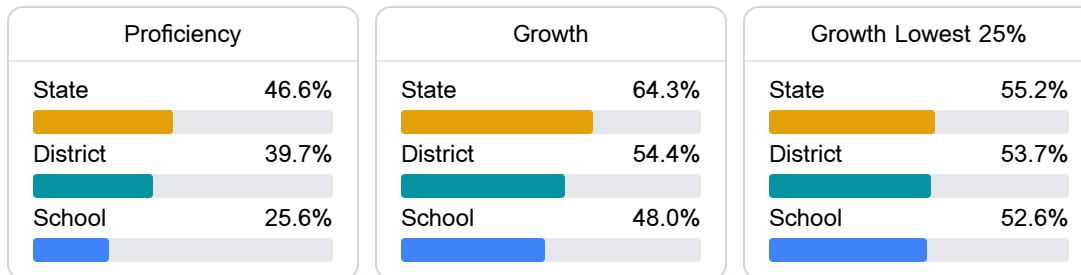 Proficiency
State 46.6%
District 39.7%
School 25.6%
Growth
State 64.3%
District 54.4%
School 48.0%
Growth Lowest 25%
State 55.2%
District 53.7%
School 52.6%